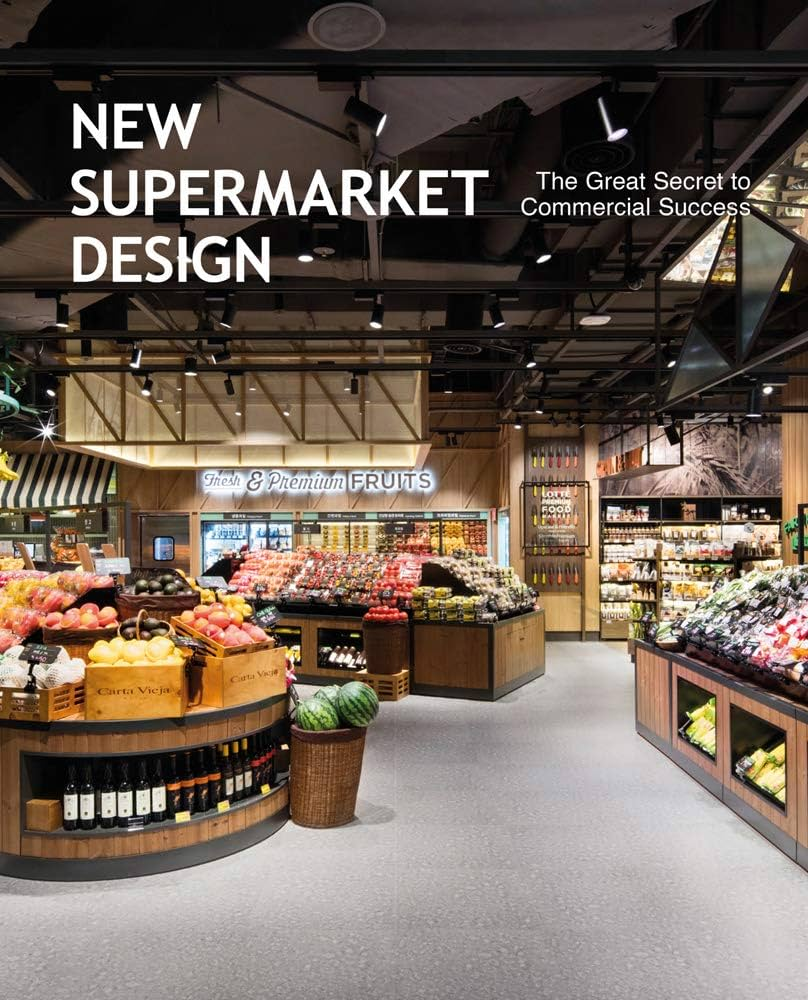 NEW
SUPERMARKET
DESIGN
The Great Secret to
Commercial Success
Fresh & Premium FRUITS
LOTTE
PREMIUM
FOOD
Carta Vieja
Carta Vieja